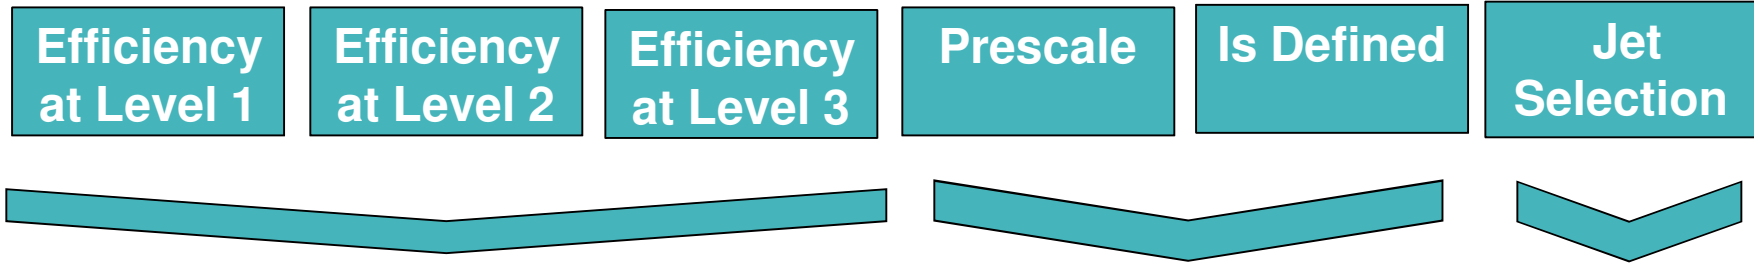 Efficiency
at Level 1
Efficiency
at Level 2
Efficiency
at Level 3
Prescale
Is Defined
Jet
Selection